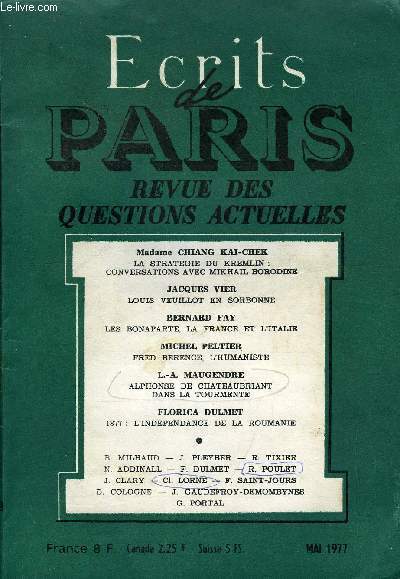 Le-livre.com
Ecrits
de
PARIS
REVUE DES
QUESTIONS ACTUELLES
Madame CHIANG KAI-CHEK
LA STRATEGIE DU KREMLIN :
CONVERSATIONS AVEC MIKHAIL BORODINE
JACQUES VIER
LOUIS VEUILLOT EN SORBONNE
BERNARD FAY
LES BONAPARTE, LA FRANCE ET L'ITALIE
MICHEL PELTIER
FRED BERENCE, L'HUMANISTE
L.-A. MAUGENDRE
ALPHONSE DE CHATEAUBRIANT
DANS LA TOURMENTE
FLORICA DULMET
1877 : L'INDEPENDANCE DE LA ROUMANIE
B. MILHAUD — J. PLEYBER — R. TIXIER
N. ADDINALL — F. DULMET — R. POULET
J. CLARY — Cl. LORNE — F. SAINT-JOURS
D. COLOGNE — J. GAUDEFROY-DEMOMBYNES
G. PORTAL
France 8 F. Canada 2,25 F Suisse 5 FS. MAI 1977